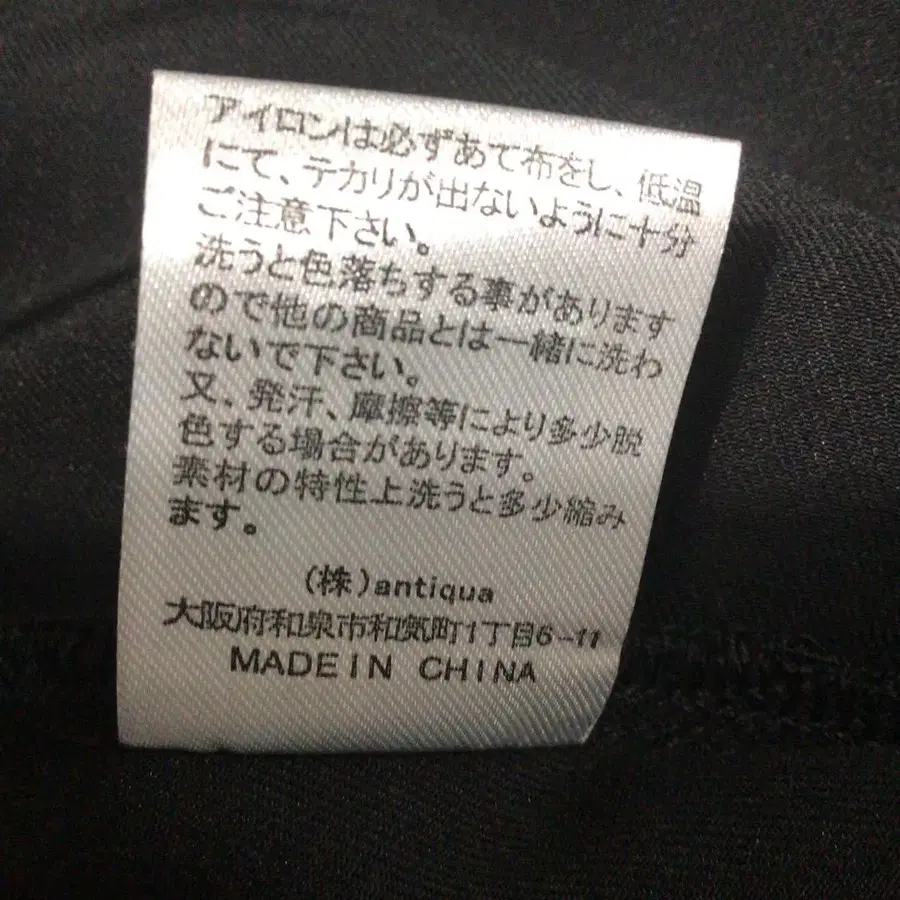 アイロンは必ずあて布をし、低温
にて、テカリが出ないように十分
ご注意下さい。
洗うと色落ちする事があります
ので他の商品とは一緒に洗わ
ないで下さい。
又、発汗、摩擦等により多少脱
色する場合があります。
素材の特性上洗うと多少縮み
ます。
(株)antiqua
大阪府和泉市和気町1丁目6-11
MADE IN CHINA